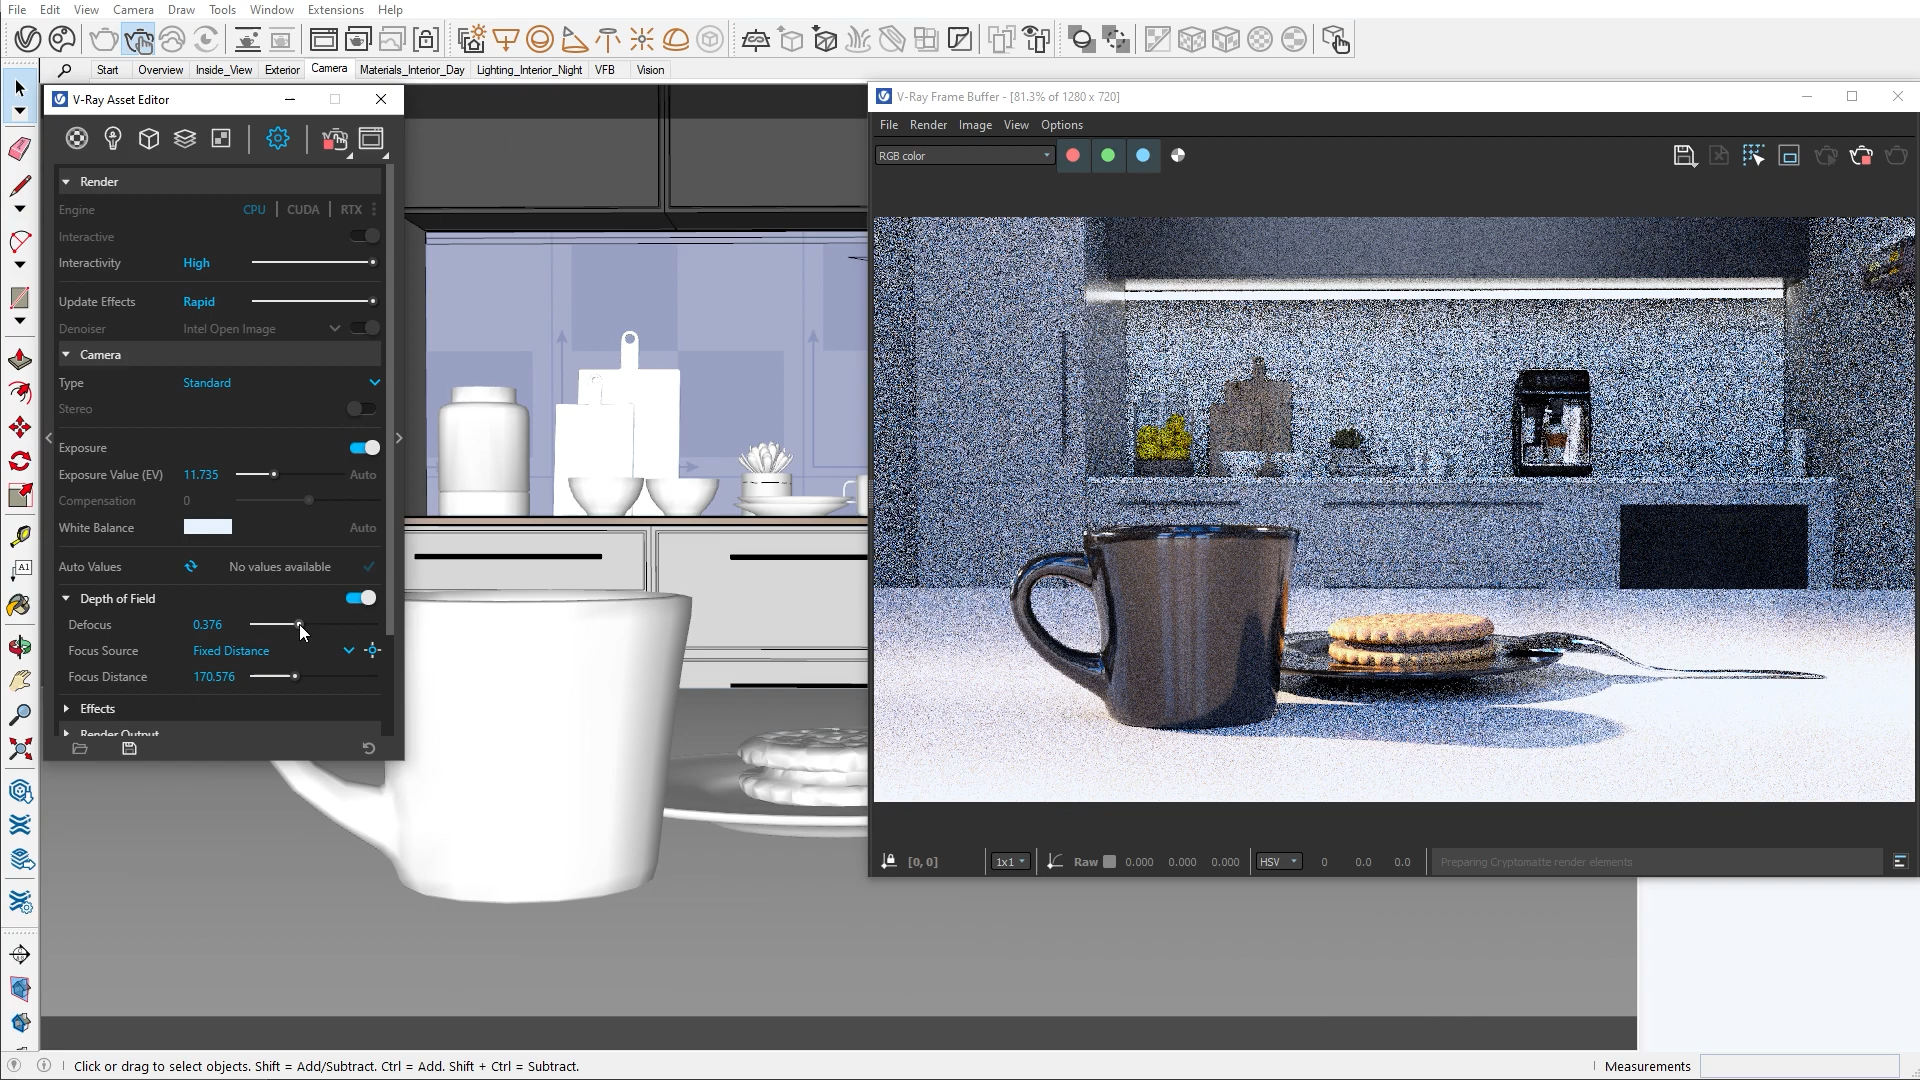 File Edit View Camera Draw Tools Window Extensions Help
Start Overview Inside_View Exterior Camera Materials_Interior_Day Lighting_Interior_Night VFB Vision
V-Ray Asset Editor
Render
Engine CPU CUDA RTX
Interactive
Interactivity High
Update Effects Rapid
Denoiser Intel Open Image
Camera
Type Standard
Stereo
Exposure
Exposure Value (EV) 11.735 Auto
Compensation 0
White Balance Auto
Auto Values No values available
Depth of Field
Defocus 0.376
Focus Source Fixed Distance
Focus Distance 170.576
Effects
Render Output
V-Ray Frame Buffer - [81.3% of 1280 x 720]
File Render Image View Options
RGB color
[0, 0] 1x1 Raw 0.000 0.000 0.000 HSV 0 0.0 0.0 Preparing Cryptomatte render elements
A1
Click or drag to select objects. Shift = Add/Subtract. Ctrl = Add. Shift + Ctrl = Subtract.
Measurements